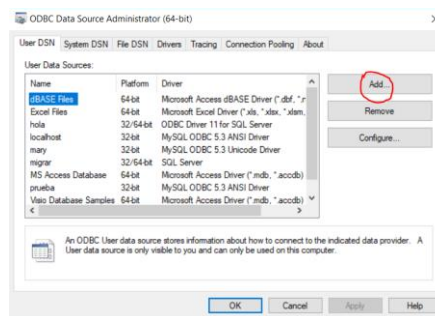 ODBC Data Source Administrator (64-bit)
User DSN System DSN File DSN Drivers Tracing Connection Pooling About
User Data Sources:
Name Platform Driver
dBASE Files 64-bit Microsoft Access dBASE Driver (*.dbf, *.r
Excel Files 64-bit Microsoft Excel Driver (*.xls, *.xlsx, *.xlsm,
hola 32/64-bit ODBC Driver 11 for SQL Server
localhost 32-bit MySQL ODBC 5.3 ANSI Driver
mary 32-bit MySQL ODBC 5.3 Unicode Driver
migrar 32/64-bit SQL Server
MS Access Database 64-bit Microsoft Access Driver (*.mdb, *.accdb)
prueba 32-bit MySQL ODBC 5.3 ANSI Driver
Visio Database Samples 64-bit Microsoft Access Driver (*.mdb, *.accdb)
Add...
Remove
Configure...
An ODBC User data source stores information about how to connect to the indicated data provider. A
User data source is only visible to you and can only be used on this computer.
OK Cancel Apply Help